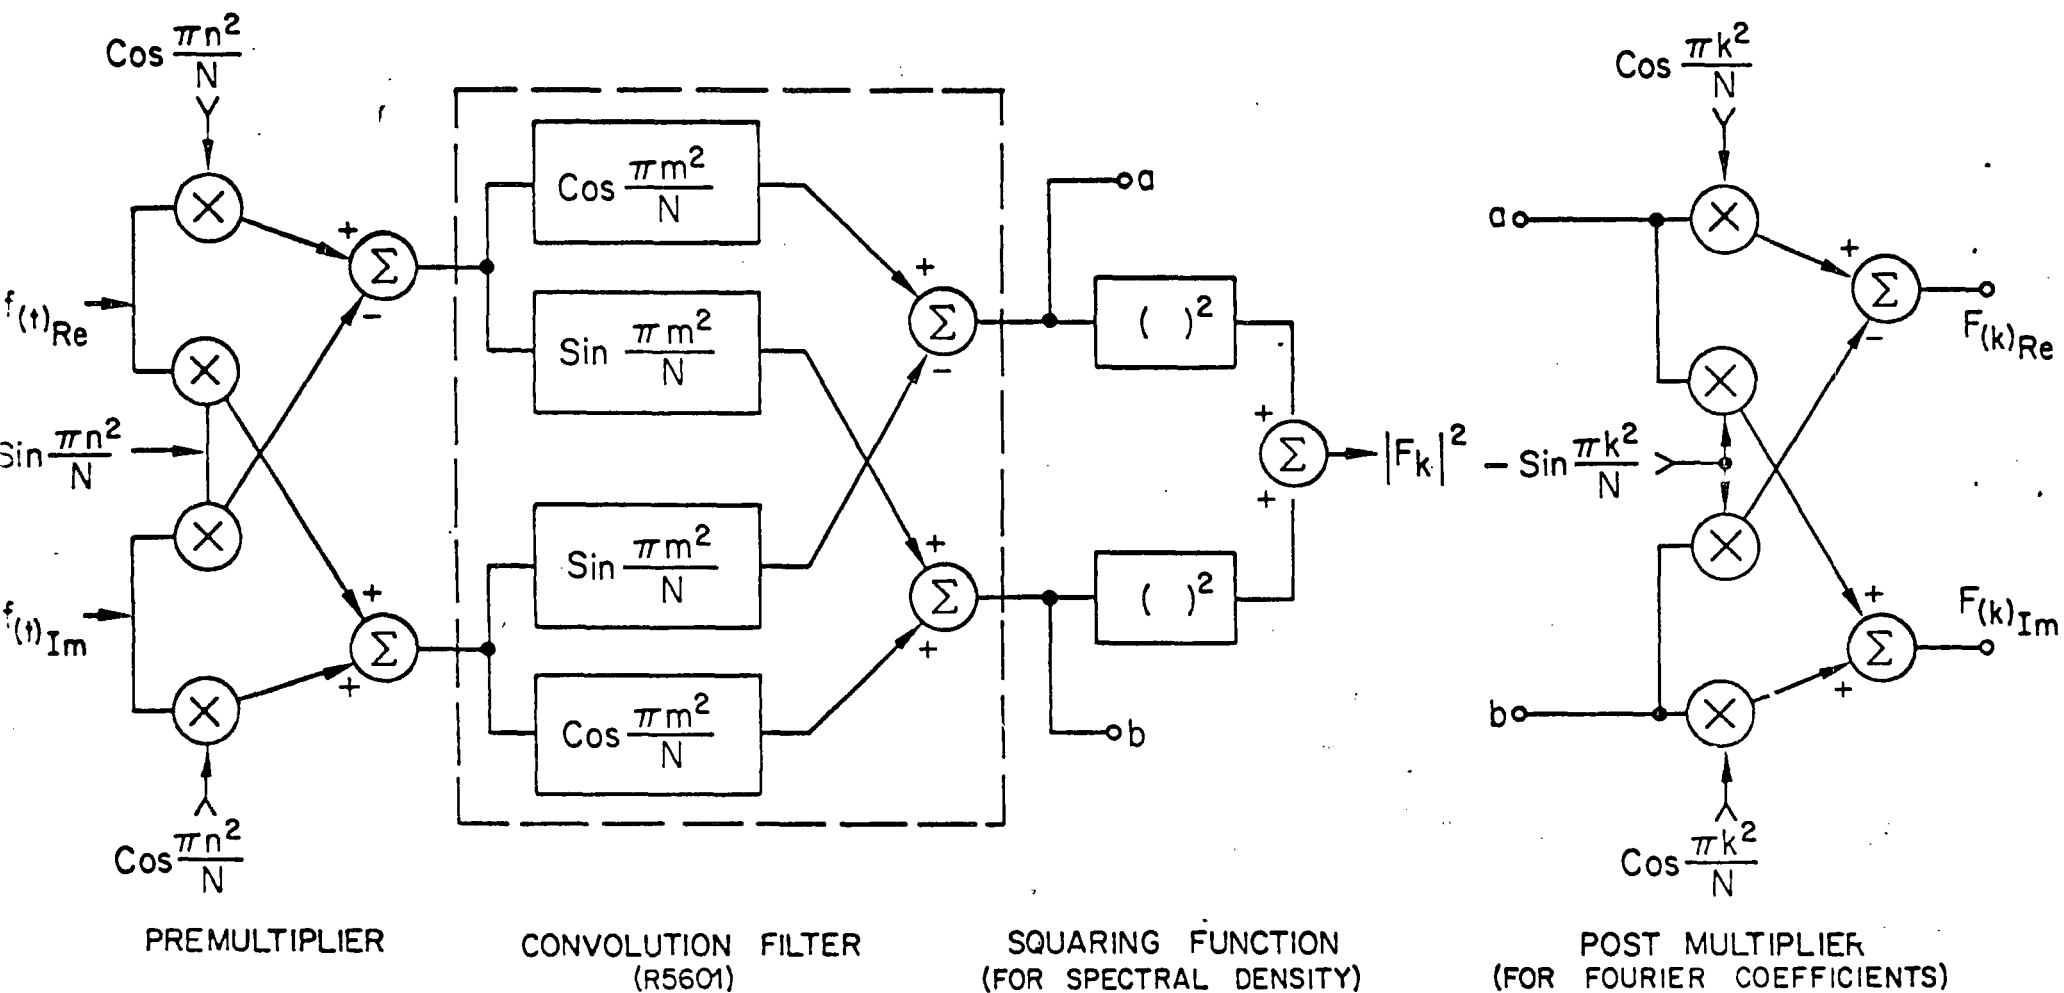 Cos πn²/N
Cos πk²/N
Cos πm²/N
a
+
+
a
+
f(t)Re
−
Sin πm²/N
( )²
F(k)Re
−
−
Sin πn²/N
+
Σ
|Fk|²
− Sin πk²/N
+
Sin πm²/N
+
+
f(t)Im
( )²
F(k)Im
+
+
+
b
Cos πm²/N
b
Cos πn²/N
Cos πk²/N
PREMULTIPLIER
CONVOLUTION FILTER
(R5601)
SQUARING FUNCTION
(FOR SPECTRAL DENSITY)
POST MULTIPLIER
(FOR FOURIER COEFFICIENTS)